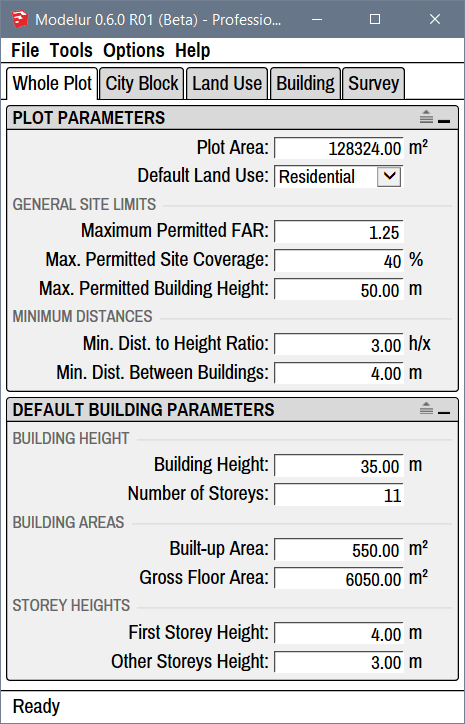 Modelur 0.6.0 R01 (Beta) - Professio...
File Tools Options Help
Whole Plot City Block Land Use Building Survey
PLOT PARAMETERS
Plot Area: 128324.00 m²
Default Land Use: Residential
GENERAL SITE LIMITS
Maximum Permitted FAR: 1.25
Max. Permitted Site Coverage: 40 %
Max. Permitted Building Height: 50.00 m
MINIMUM DISTANCES
Min. Dist. to Height Ratio: 3.00 h/x
Min. Dist. Between Buildings: 4.00 m
DEFAULT BUILDING PARAMETERS
BUILDING HEIGHT
Building Height: 35.00 m
Number of Storeys: 11
BUILDING AREAS
Built-up Area: 550.00 m²
Gross Floor Area: 6050.00 m²
STOREY HEIGHTS
First Storey Height: 4.00 m
Other Storeys Height: 3.00 m
Ready